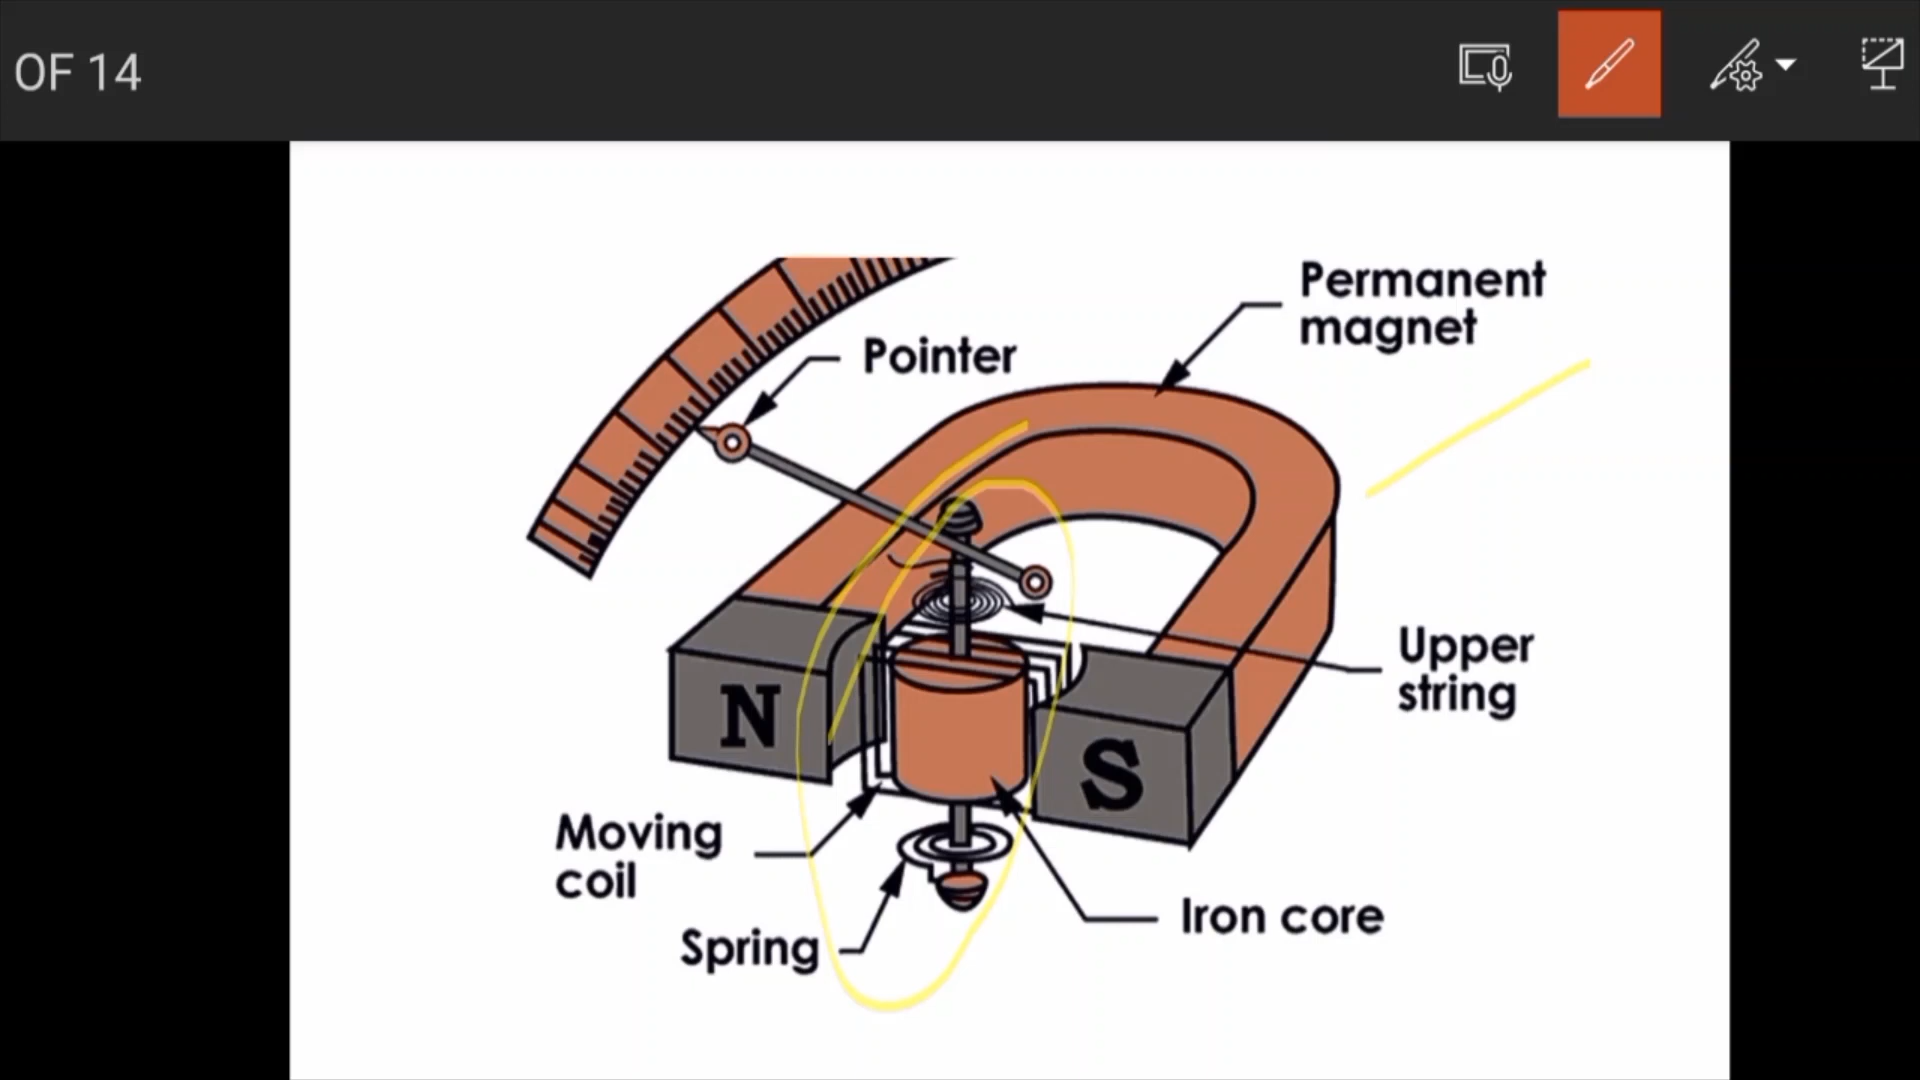 OF 14
Permanent
magnet
Pointer
Upper
string
N
S
Moving
coil
Iron core
Spring